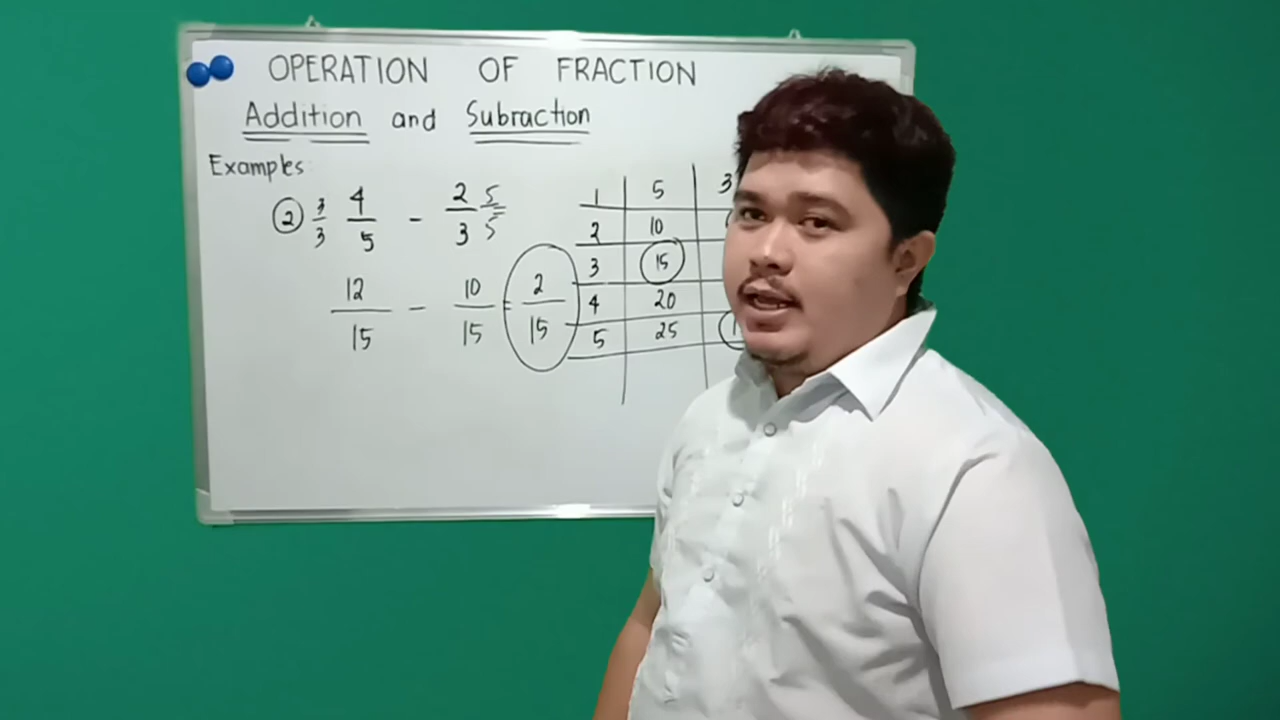 OPERATION OF FRACTION
Addition and Subraction
Examples:
② 3/3 4/5 - 2/3 5/5
12/15 - 10/15 = 2/15
1 5 3
2 10
3 15
4 20
5 25 1